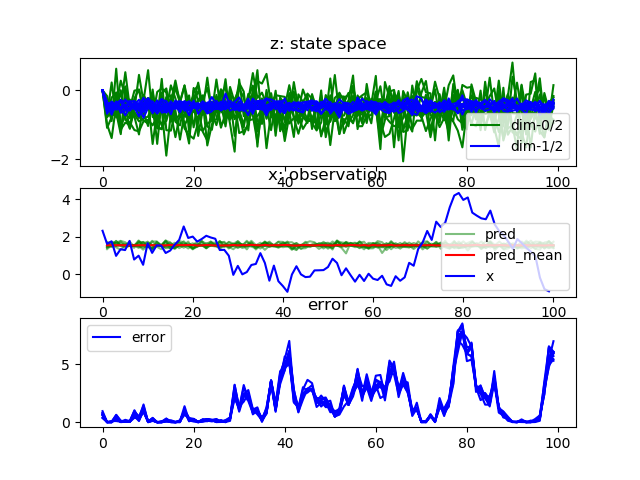 z: state space
0
−2
dim-0/2
dim-1/2
0 20 40 60 80 100
x: observation
4
2
0
pred
pred_mean
x
0 20 40 60 80 100
error
5
0
error
0 20 40 60 80 100